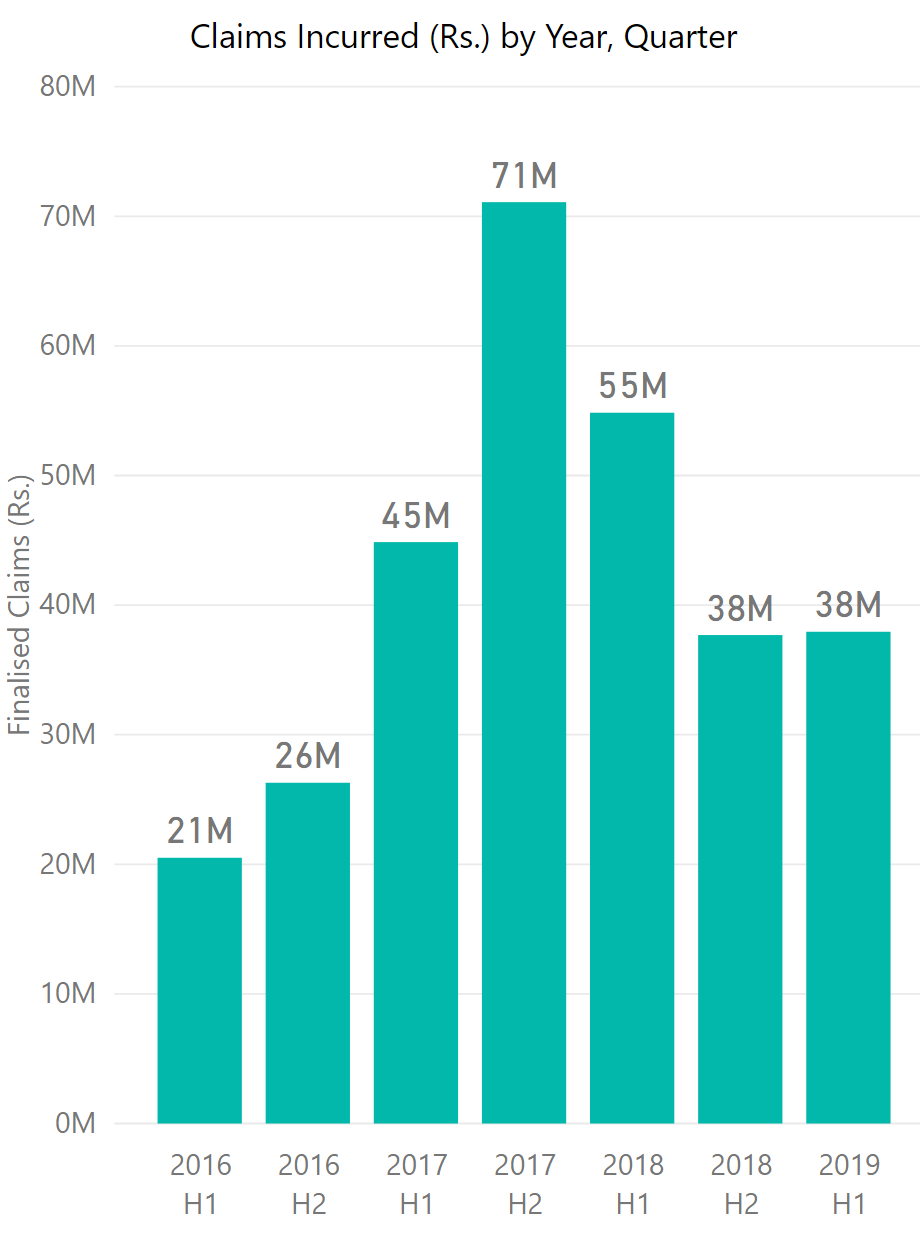 Claims Incurred (Rs.) by Year, Quarter
80M
70M
60M
50M
40M
30M
20M
10M
0M
Finalised Claims (Rs.)
21M
26M
45M
71M
55M
38M
38M
2016 H1
2016 H2
2017 H1
2017 H2
2018 H1
2018 H2
2019 H1